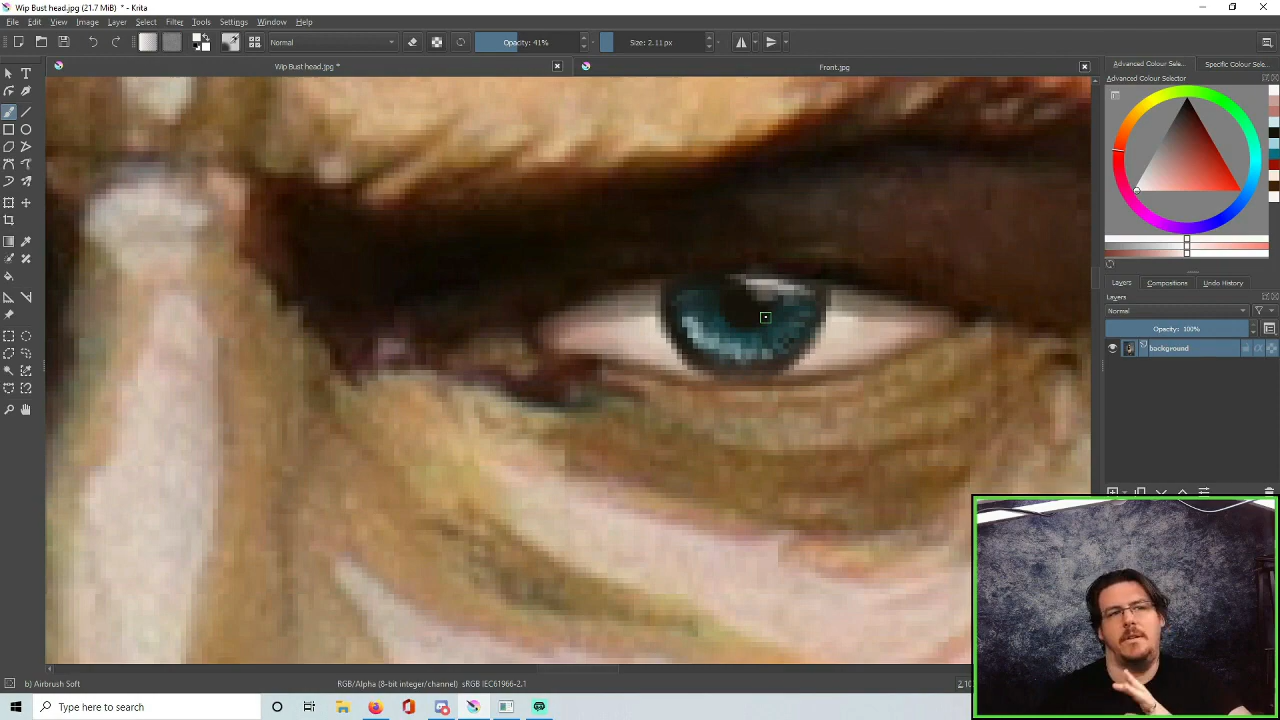 Wip Bust head.jpg (21.7 MiB) * - Krita
File Edit View Image Layer Select Filter Tools Settings Window Help
Normal Opacity: 41% Size: 2.11 px
Wip Bust head.jpg * Front.jpg
Advanced Colour Sele... Specific Colour Sele...
Advanced Colour Selector
Layers Compositions Undo History
Layers
Normal
Opacity: 100%
background
b) Airbrush Soft RGB/Alpha (8-bit integer/channel) sRGB IEC61966-2.1
Type here to search